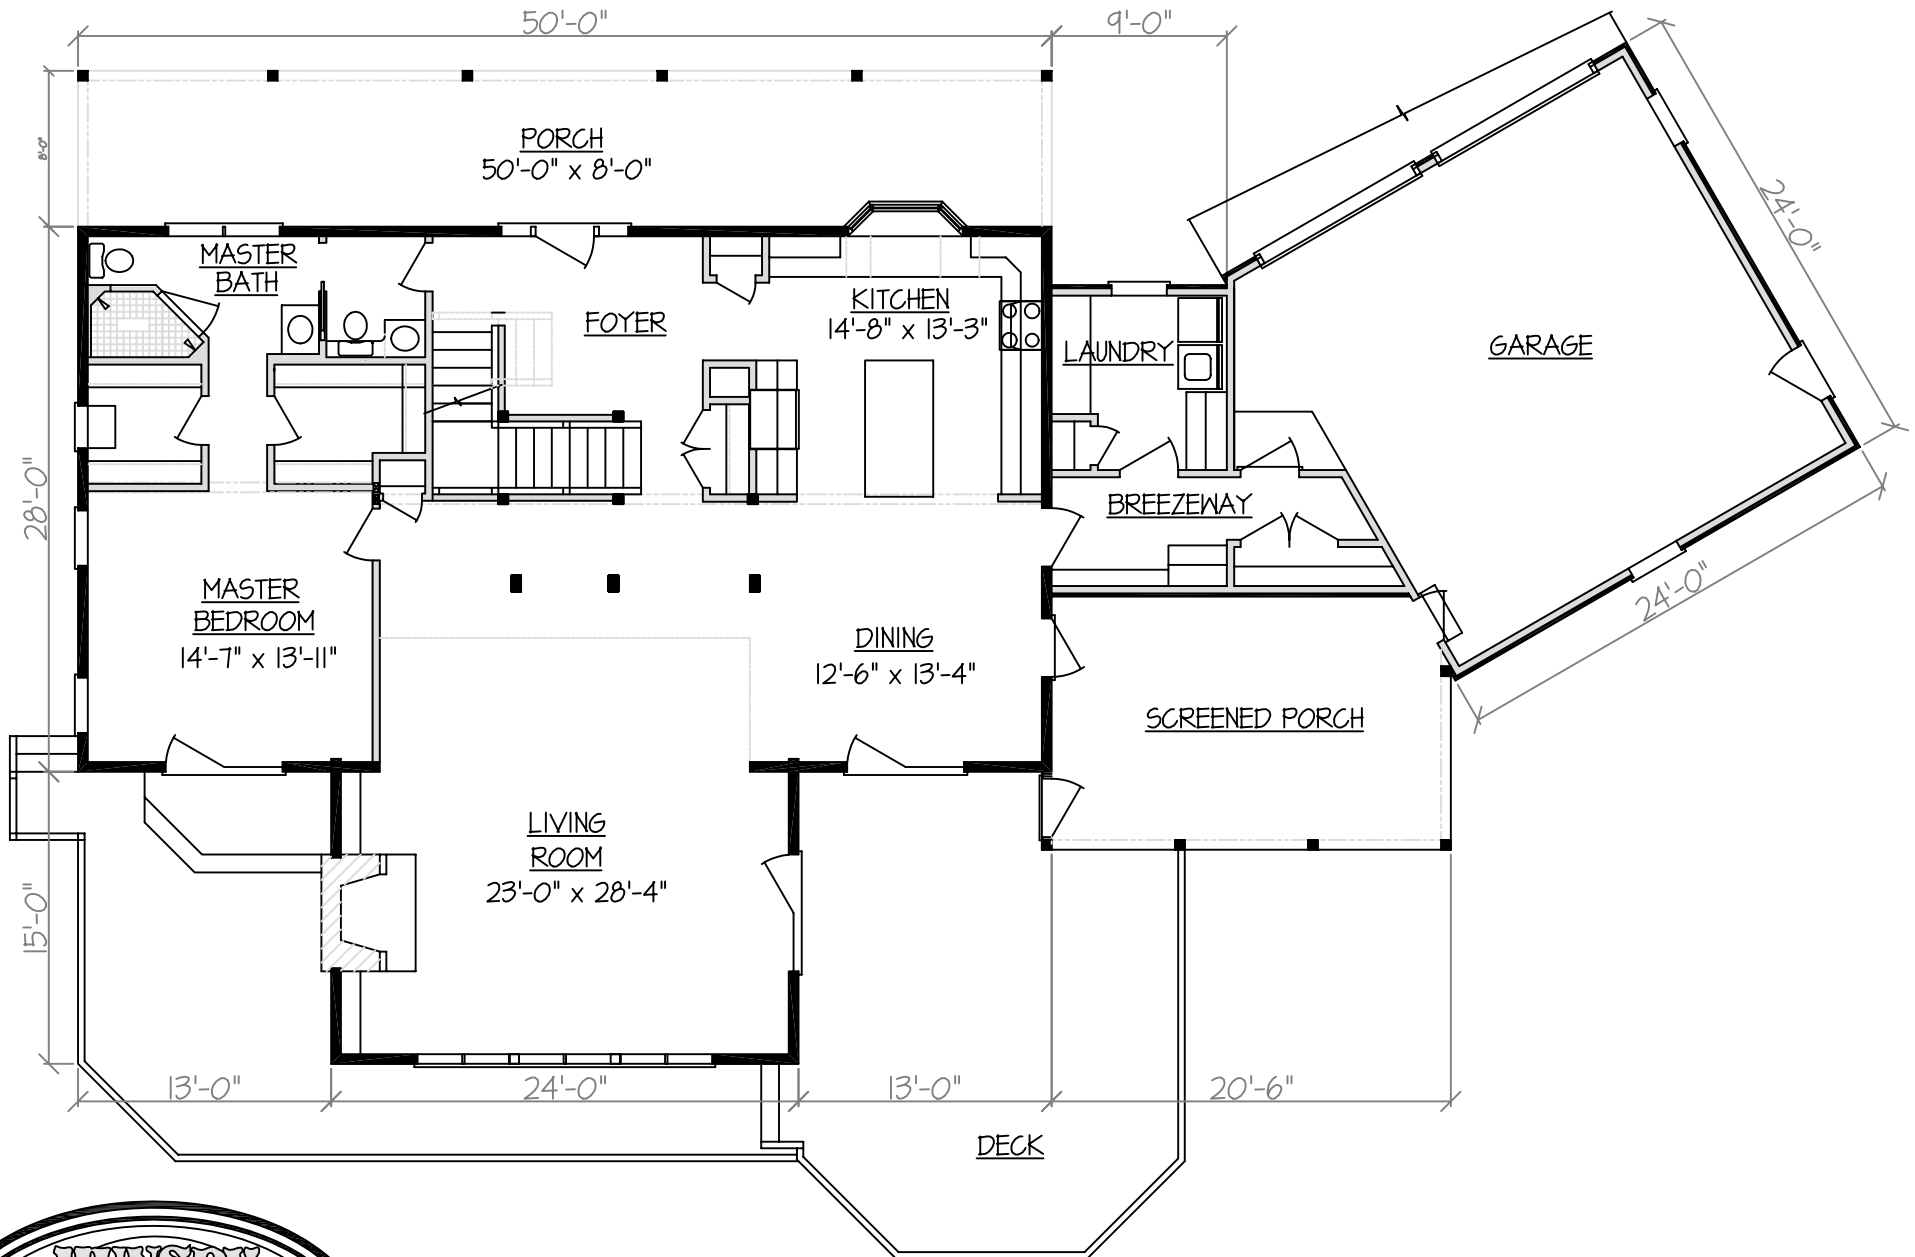 50'-0"
9'-0"
8'-0"
PORCH
50'-0" x 8'-0"
24'-0"
MASTER
BATH
FOYER
KITCHEN
14'-8" x 13'-3"
LAUNDRY
GARAGE
28'-0"
BREEZEWAY
24'-0"
MASTER
BEDROOM
14'-7" x 13'-11"
DINING
12'-6" x 13'-4"
SCREENED PORCH
LIVING
ROOM
23'-0" x 28'-4"
15'-0"
13'-0"
24'-0"
13'-0"
20'-6"
DECK